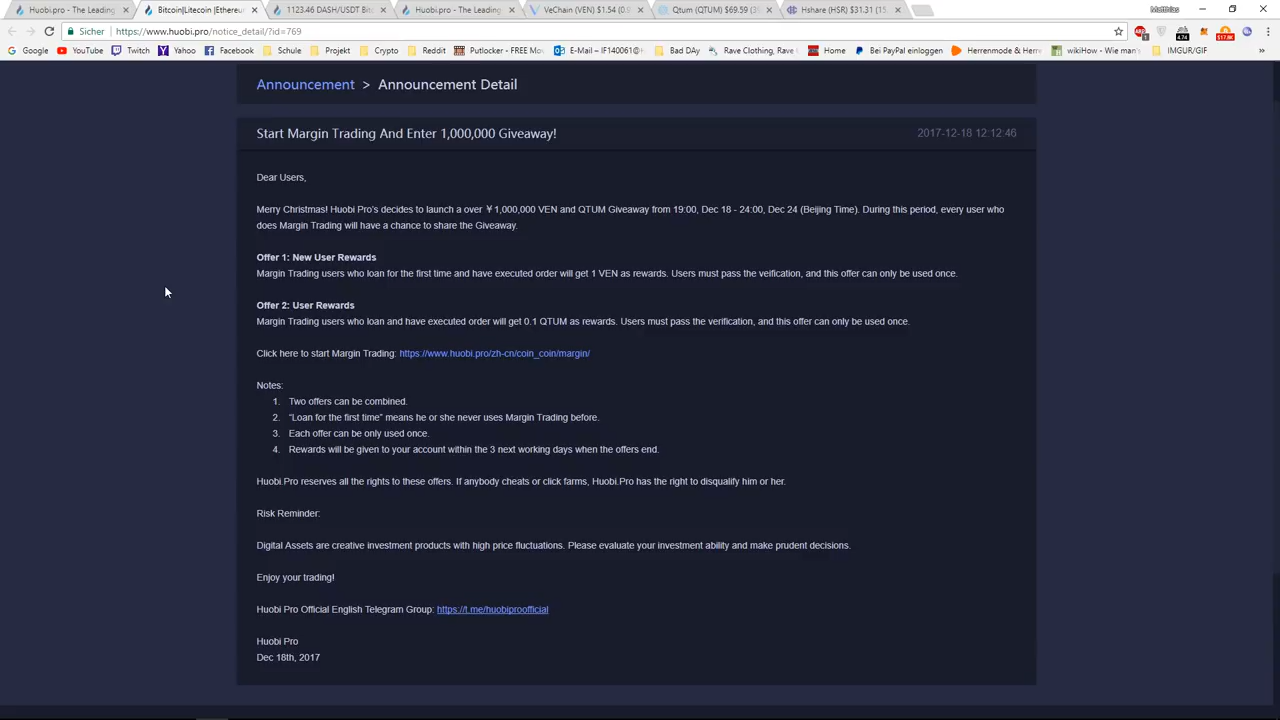 Huobi.pro - The Leading
Bitcoin|Litecoin |Ethereu
1123.46 DASH/USDT Bit
Huobi.pro - The Leading
VeChain (VEN) $1.54 (0.0
Qtum (QTUM) $69.59 (3
Hshare (HSR) $33.31 (15
Matthias
Sicher https://www.huobi.pro/notice_detail/?id=769
Google YouTube Twitch Yahoo Facebook Schule Projekt Crypto Reddit Putlocker - FREE Mov E-Mail – IF140061@H Bad DAy Rave Clothing, Rave Home Bei PayPal einloggen Herrenmode & Herre wikiHow - Wie man IMGUR/GIF »
Announcement > Announcement Detail
Start Margin Trading And Enter 1,000,000 Giveaway!
2017-12-18 12:12:46
Dear Users,
Merry Christmas! Huobi Pro's decides to launch a over ￥1,000,000 VEN and QTUM Giveaway from 19:00, Dec 18 - 24:00, Dec 24 (Beijing Time). During this period, every user who
does Margin Trading will have a chance to share the Giveaway.
Offer 1: New User Rewards
Margin Trading users who loan for the first time and have executed order will get 1 VEN as rewards. Users must pass the veification, and this offer can only be used once.
Offer 2: User Rewards
Margin Trading users who loan and have executed order will get 0.1 QTUM as rewards. Users must pass the verification, and this offer can only be used once.
Click here to start Margin Trading: https://www.huobi.pro/zh-cn/coin_coin/margin/
Notes:
1. Two offers can be combined.
2. “Loan for the first time” means he or she never uses Margin Trading before.
3. Each offer can be only used once.
4. Rewards will be given to your account within the 3 next working days when the offers end.
Huobi.Pro reserves all the rights to these offers. If anybody cheats or click farms, Huobi.Pro has the right to disqualify him or her.
Risk Reminder:
Digital Assets are creative investment products with high price fluctuations. Please evaluate your investment ability and make prudent decisions.
Enjoy your trading!
Huobi Pro Official English Telegram Group: https://t.me/huobiproofficial
Huobi Pro
Dec 18th, 2017